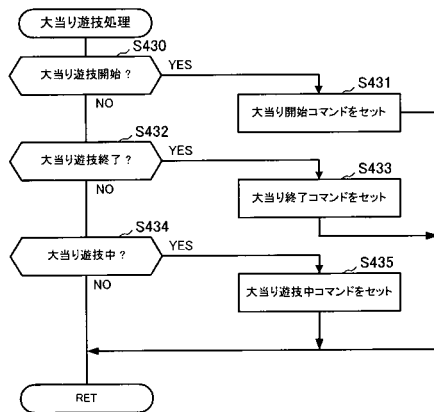 大当り遊技処理
S430
大当り遊技開始？
YES
S431
大当り開始コマンドをセット
NO
S432
大当り遊技終了？
YES
S433
大当り終了コマンドをセット
NO
S434
大当り遊技中？
YES
S435
大当り遊技中コマンドをセット
NO
RET